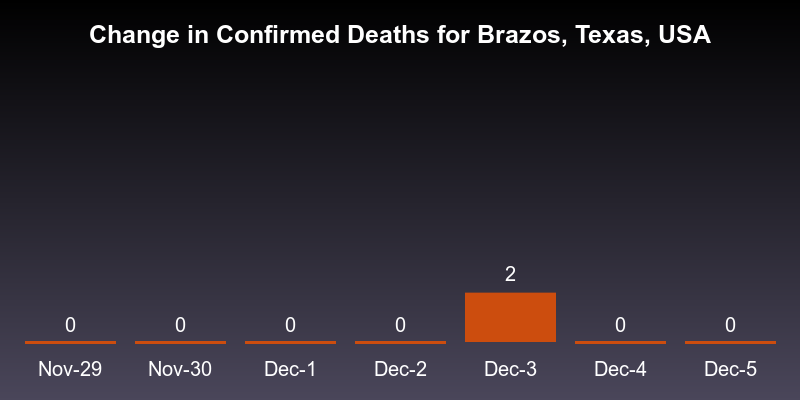 Change in Confirmed Deaths for Brazos, Texas, USA
2
0 0 0 0 0 0
Nov-29 Nov-30 Dec-1 Dec-2 Dec-3 Dec-4 Dec-5